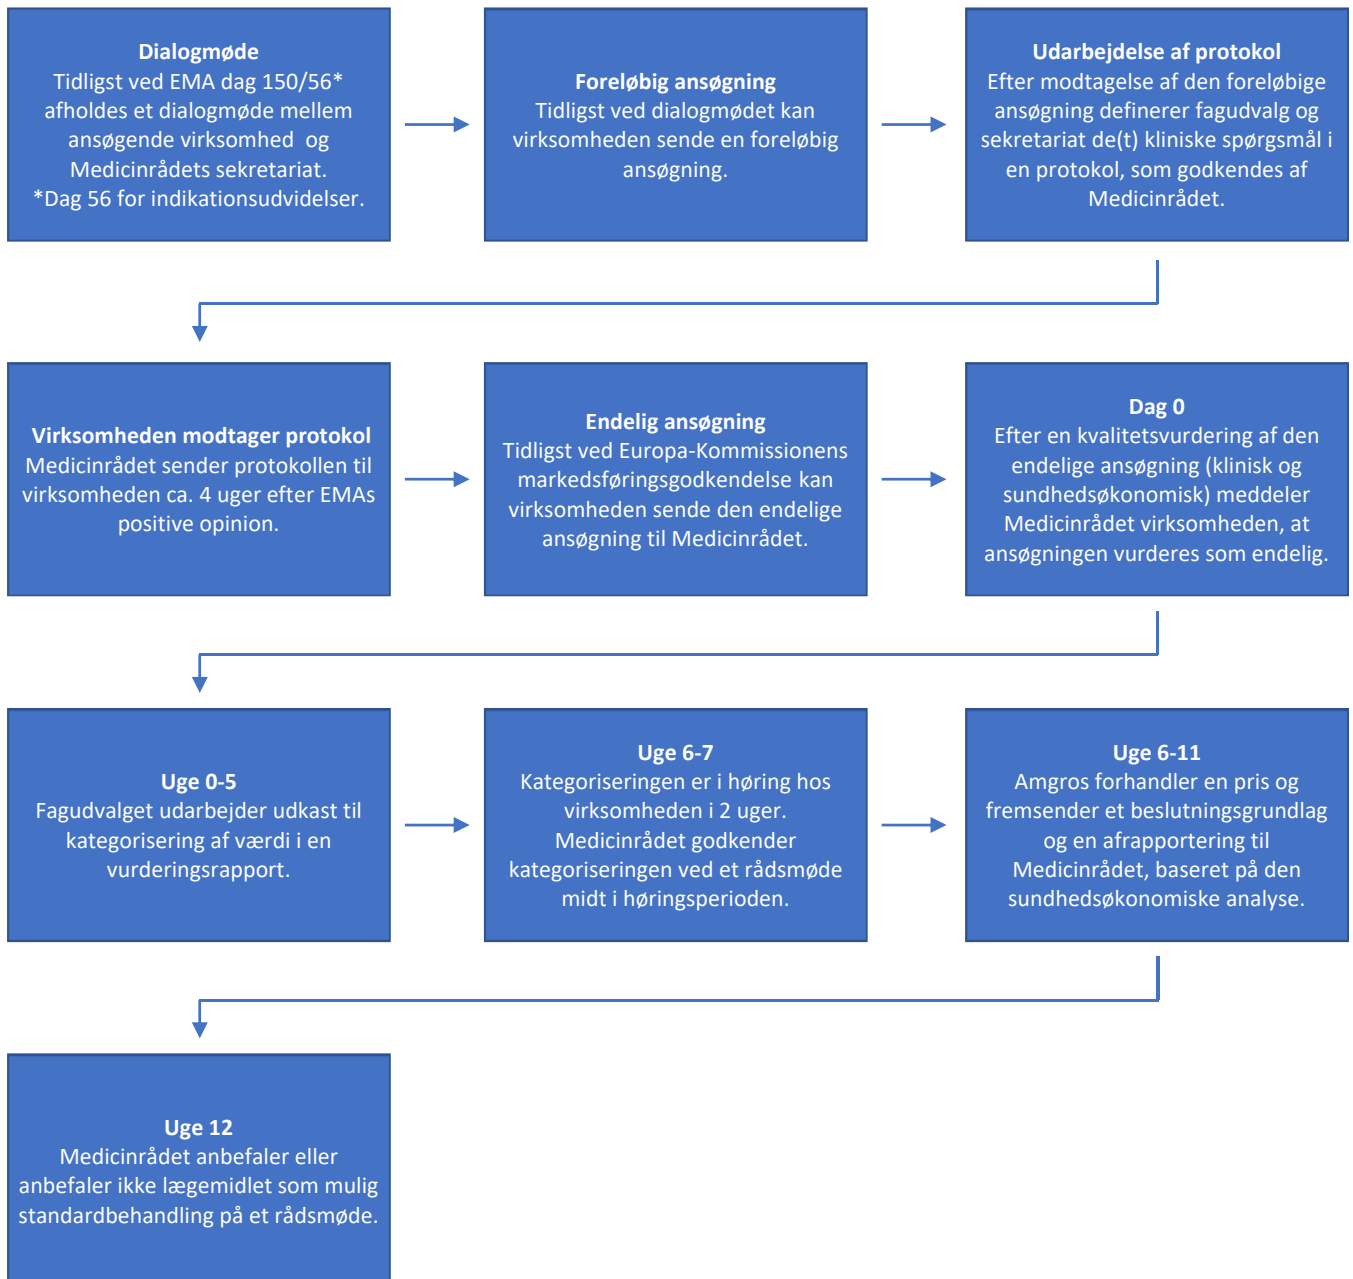 Dialogmøde
Tidligst ved EMA dag 150/56*
afholdes et dialogmøde mellem
ansøgende virksomhed og
Medicinrådets sekretariat.
*Dag 56 for indikationsudvidelser.
Foreløbig ansøgning
Tidligst ved dialogmødet kan
virksomheden sende en foreløbig
ansøgning.
Udarbejdelse af protokol
Efter modtagelse af den foreløbige
ansøgning definerer fagudvalg og
sekretariat de(t) kliniske spørgsmål i
en protokol, som godkendes af
Medicinrådet.
Virksomheden modtager protokol
Medicinrådet sender protokollen til
virksomheden ca. 4 uger efter EMAs
positive opinion.
Endelig ansøgning
Tidligst ved Europa-Kommissionens
markedsføringsgodkendelse kan
virksomheden sende den endelige
ansøgning til Medicinrådet.
Dag 0
Efter en kvalitetsvurdering af den
endelige ansøgning (klinisk og
sundhedsøkonomisk) meddeler
Medicinrådet virksomheden, at
ansøgningen vurderes som endelig.
Uge 0-5
Fagudvalget udarbejder udkast til
kategorisering af værdi i en
vurderingsrapport.
Uge 6-7
Kategoriseringen er i høring hos
virksomheden i 2 uger.
Medicinrådet godkender
kategoriseringen ved et rådsmøde
midt i høringsperioden.
Uge 6-11
Amgros forhandler en pris og
fremsender et beslutningsgrundlag
og en afrapportering til
Medicinrådet, baseret på den
sundhedsøkonomiske analyse.
Uge 12
Medicinrådet anbefaler eller
anbefaler ikke lægemidlet som mulig
standardbehandling på et rådsmøde.